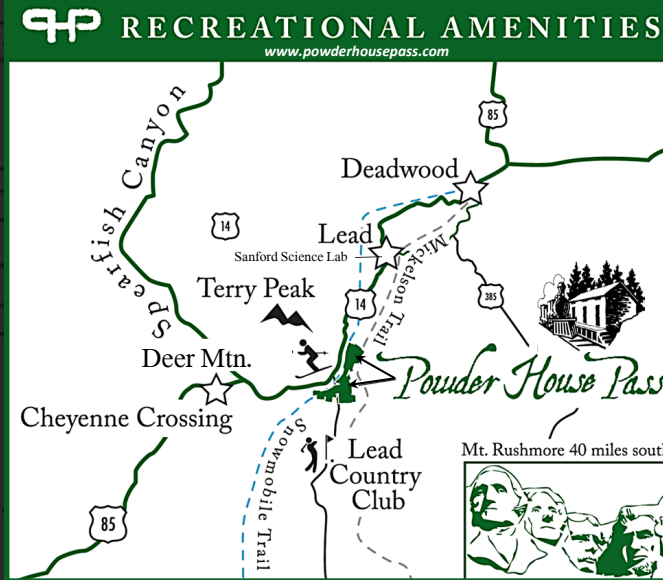 PHP RECREATIONAL AMENITIES
www.powderhousepass.com
85
Spearfish Canyon
Deadwood
14
Lead
Sanford Science Lab
Mickelson Trail
Terry Peak
14
385
Deer Mtn.
Powder House Pass
Cheyenne Crossing
Snowmobile Trail
Lead
Country
Club
Mt. Rushmore 40 miles sout
85